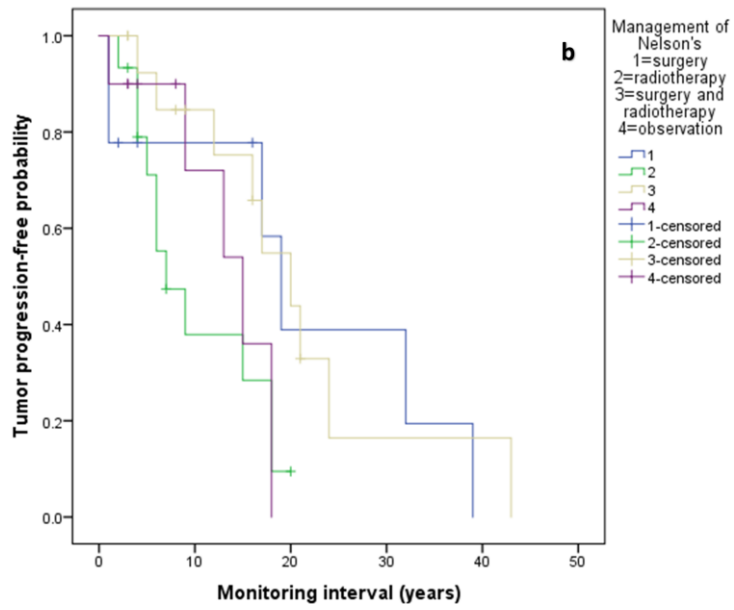 b
1.0
0.8
0.6
0.4
0.2
0.0
Tumor progression-free probability
0 10 20 30 40 50
Monitoring interval (years)
Management of
Nelson's
1=surgery
2=radiotherapy
3=surgery and
radiotherapy
4=observation
1
2
3
4
1-censored
2-censored
3-censored
4-censored